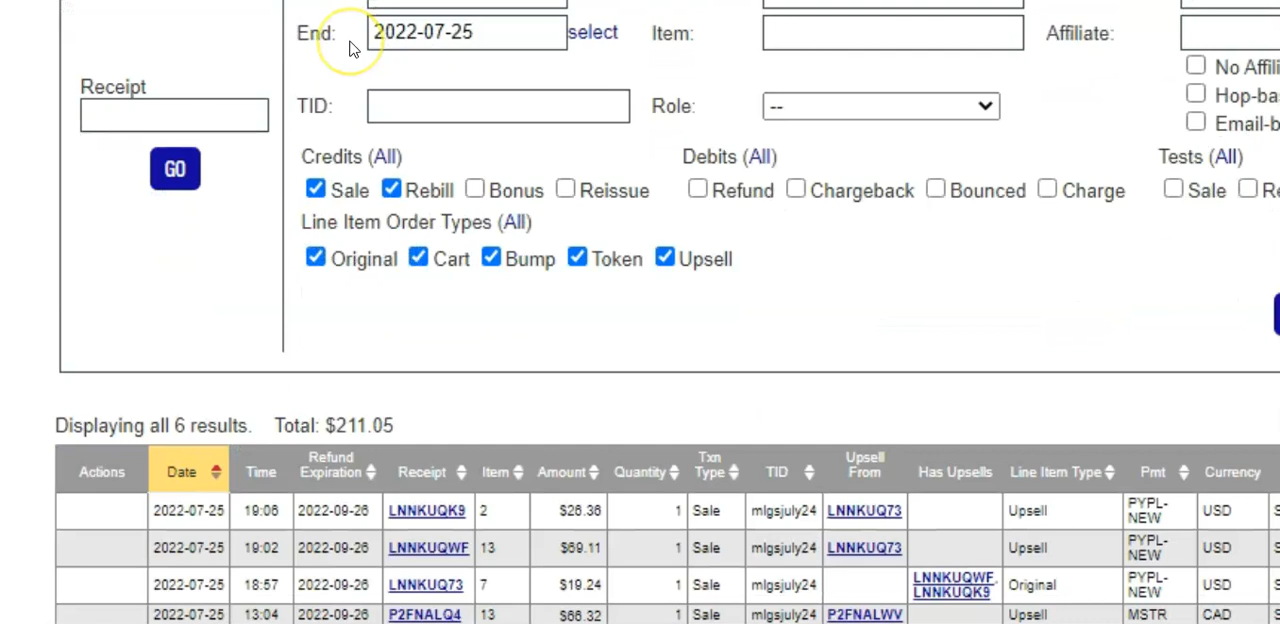 End: 2022-07-25 select Item: Affiliate:
No Affili
Receipt
Hop-ba
TID: Role: --
Email-b
GO
Credits (All) Debits (All) Tests (All)
Sale Rebill Bonus Reissue Refund Chargeback Bounced Charge Sale Re
Line Item Order Types (All)
Original Cart Bump Token Upsell
Displaying all 6 results. Total: $211.05
Actions Date Time Refund Expiration Receipt Item Amount Quantity Txn Type TID Upsell From Has Upsells Line Item Type Pmt Currency
2022-07-25 19:06 2022-09-26 LNNKUQK9 2 $26.36 1 Sale mlgsjuly24 LNNKUQ73 Upsell PYPL-NEW USD
2022-07-25 19:02 2022-09-26 LNNKUQWF 13 $69.11 1 Sale mlgsjuly24 LNNKUQ73 Upsell PYPL-NEW USD
2022-07-25 18:57 2022-09-26 LNNKUQ73 7 $19.24 1 Sale mlgsjuly24 LNNKUQWF, LNNKUQK9 Original PYPL-NEW USD
2022-07-25 13:04 2022-09-26 P2FNALQ4 13 $66.32 1 Sale mlgsjuly24 P2FNALWV Upsell MSTR CAD